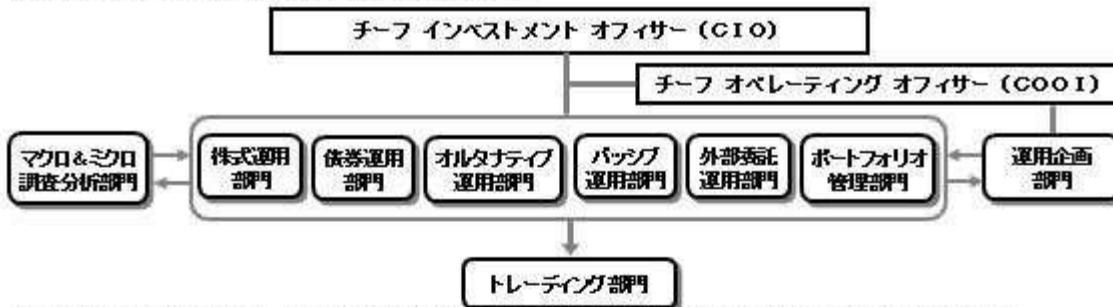 チーフ インベストメント オフィサー (CIO)
チーフ オペレーティング オフィサー (COOI)
マクロ&ミクロ
調査分析部門
株式運用
部門
債券運用
部門
オルタナティブ
運用部門
パッシブ
運用部門
外部委託
運用部門
ポートフォリオ
管理部門
運用企画
部門
トレーディング部門